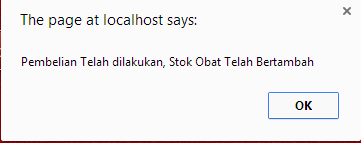 The page at localhost says:
Pembelian Telah dilakukan, Stok Obat Telah Bertambah
OK